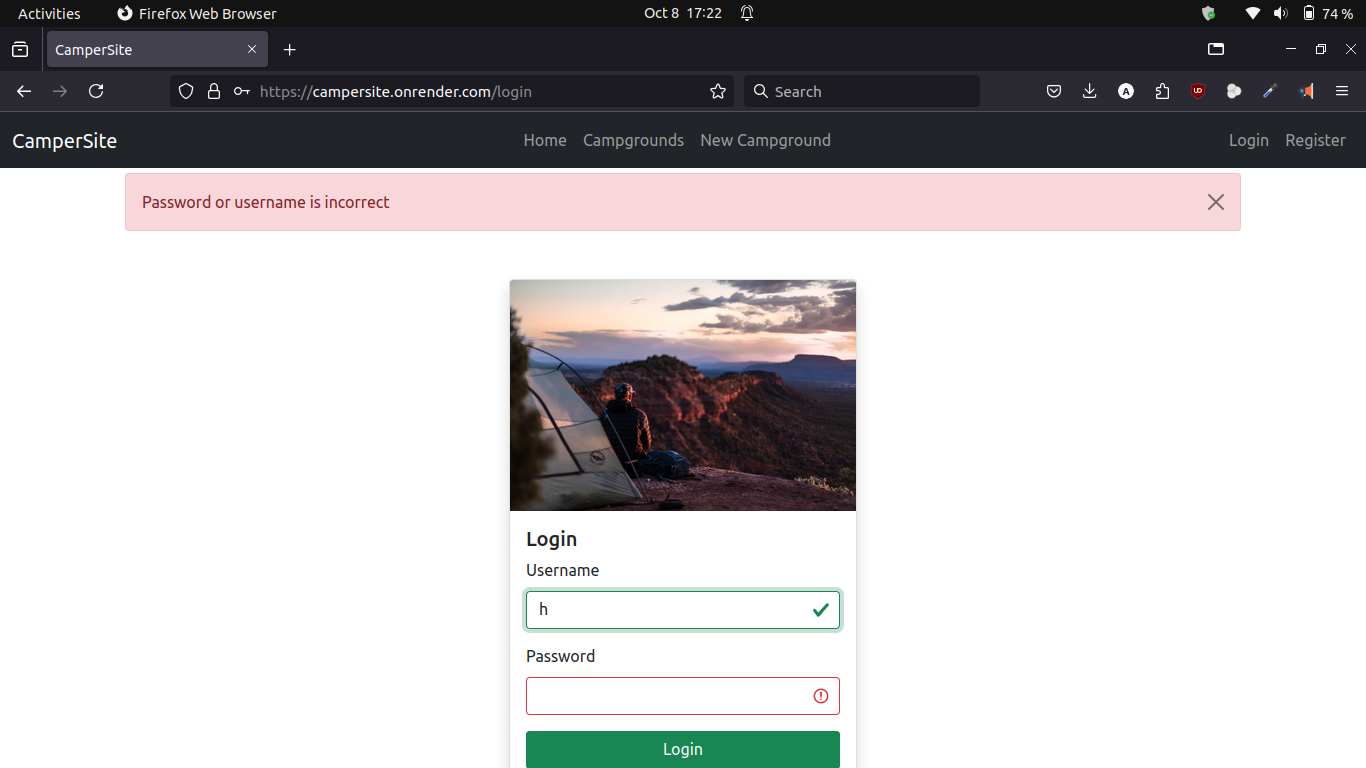 Activities Firefox Web Browser Oct 8 17:22 74 %
CamperSite
https://campersite.onrender.com/login Search
CamperSite Home Campgrounds New Campground Login Register
Password or username is incorrect
Login
Username
h
Password
Login